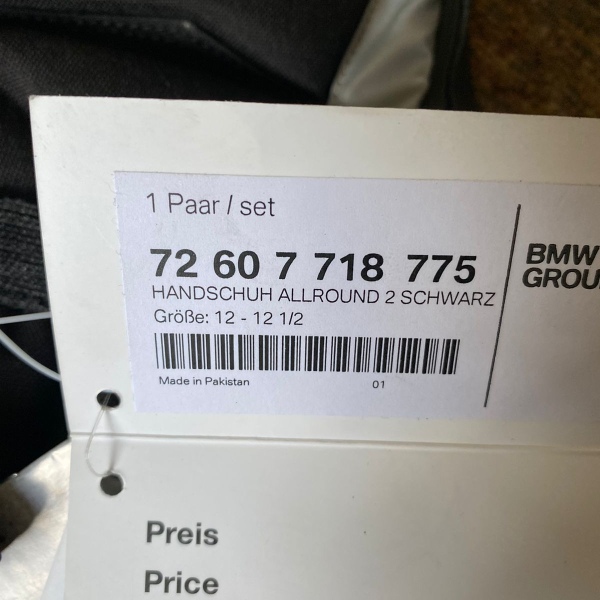 1 Paar / set
72 60 7 718 775
HANDSCHUH ALLROUND 2 SCHWARZ
Größe: 12 - 12 1/2
Made in Pakistan 01
BMW
GROU
Preis
Price